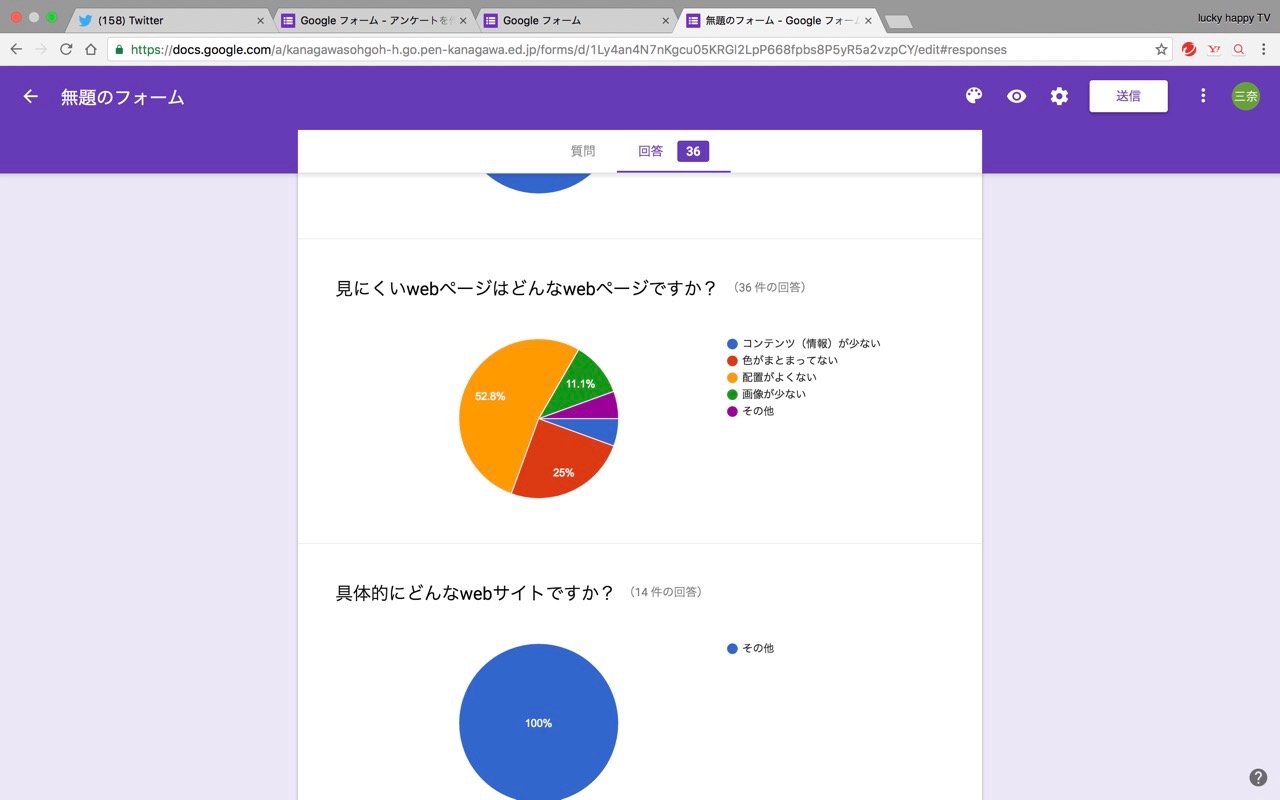 (158) Twitter
Google フォーム - アンケートを
Google フォーム
無題のフォーム - Google フォー
lucky happy TV
https://docs.google.com/a/kanagawasohgoh-h.go.pen-kanagawa.ed.jp/forms/d/1Ly4an4N7nKgcu05KRGl2LpP668fpbs8P5yR5a2vzpCY/edit#responses
無題のフォーム
送信
三奈
質問
回答 36
見にくいwebページはどんなwebページですか？ （36 件の回答）
コンテンツ（情報）が少ない
色がまとまってない
配置がよくない
画像が少ない
その他
11.1%
52.8%
25%
具体的にどんなwebサイトですか？ （14 件の回答）
その他
100%